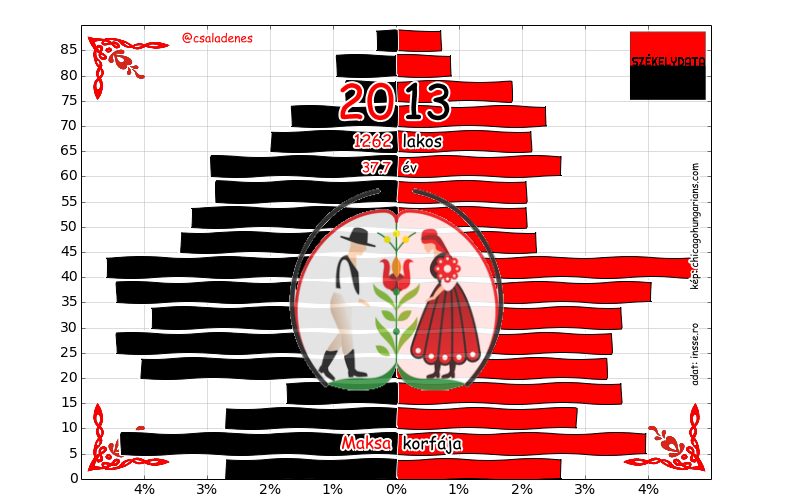 @csaladenes
SZÉKELYDATA
2013
1262 lakos
37.7 év
kép: chicagohungarians.com
adat: insse.ro
Maksa korfája
85
80
75
70
65
60
55
50
45
40
35
30
25
20
15
10
5
0
4% 3% 2% 1% 0% 1% 2% 3% 4%